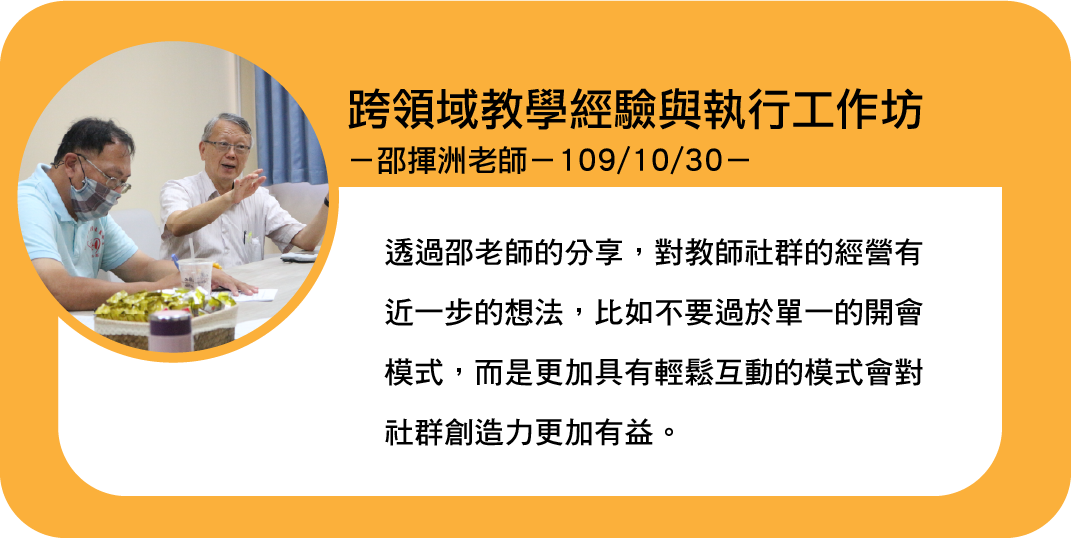 跨領域教學經驗與執行工作坊
－邵揮洲老師－109/10/30－
透過邵老師的分享，對教師社群的經營有
近一步的想法，比如不要過於單一的開會
模式，而是更加具有輕鬆互動的模式會對
社群創造力更加有益。